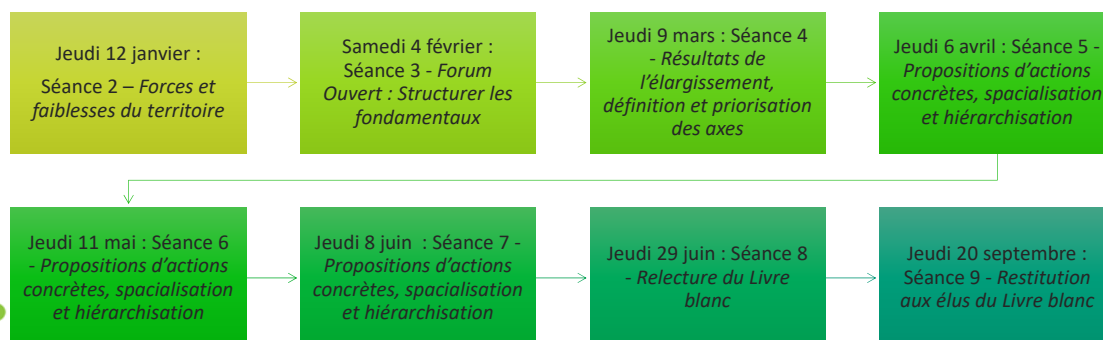 Jeudi 12 janvier :
Séance 2 – Forces et
faiblesses du territoire
Samedi 4 février :
Séance 3 - Forum
Ouvert : Structurer les
fondamentaux
Jeudi 9 mars : Séance 4
- Résultats de
l'élargissement,
définition et priorisation
des axes
Jeudi 6 avril : Séance 5 -
Propositions d'actions
concrètes, spacialisation
et hiérarchisation
Jeudi 11 mai : Séance 6
- Propositions d'actions
concrètes, spacialisation
et hiérarchisation
Jeudi 8 juin : Séance 7 -
Propositions d'actions
concrètes, spacialisation
et hiérarchisation
Jeudi 29 juin : Séance 8
- Relecture du Livre
blanc
Jeudi 20 septembre :
Séance 9 - Restitution
aux élus du Livre blanc